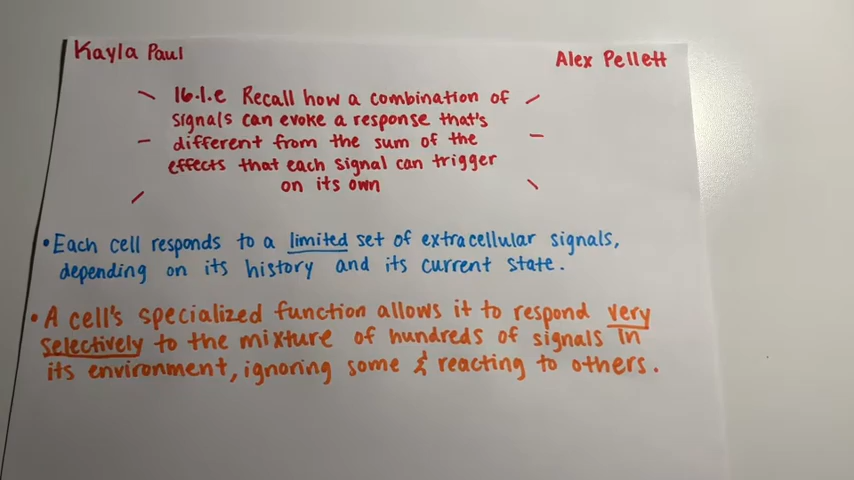 Kayla Paul
Alex Pellett
16.1.e Recall how a combination of
signals can evoke a response that's
different from the sum of the
effects that each signal can trigger
on its own
• Each cell responds to a limited set of extracellular signals,
depending on its history and its current state.
• A cell's specialized function allows it to respond very
selectively to the mixture of hundreds of signals in
its environment, ignoring some & reacting to others.